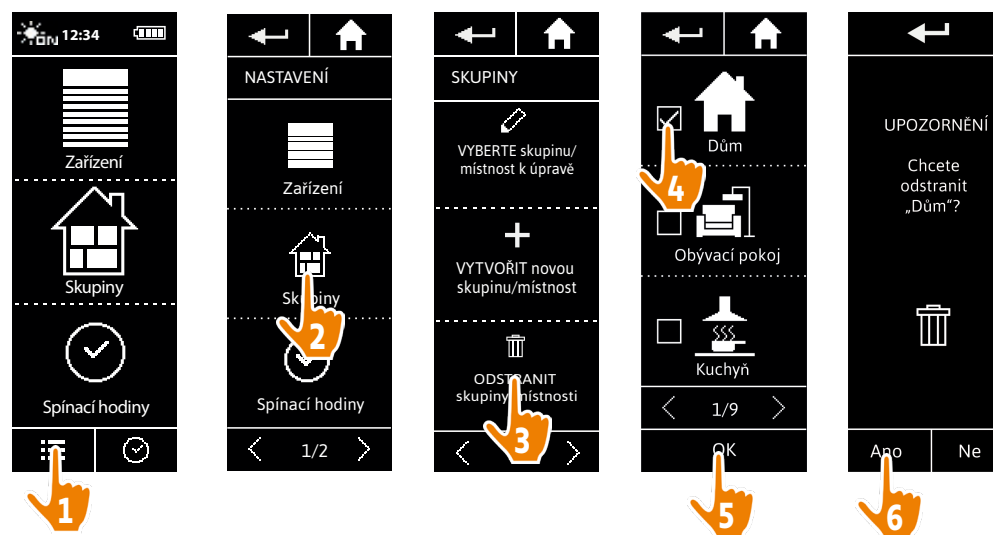 ON 12:34
Zařízení
Skupiny
Spínací hodiny
1
NASTAVENÍ
Zařízení
Skupiny
2
Spínací hodiny
1/2
SKUPINY
VYBERTE skupinu/
místnost k úpravě
VYTVOŘIT novou
skupinu/místnost
ODSTRANIT
skupiny/místnosti
3
Dům
4
Obývací pokoj
Kuchyň
1/9
OK
5
UPOZORNĚNÍ
Chcete
odstranit
„Dům“?
Ano Ne
6